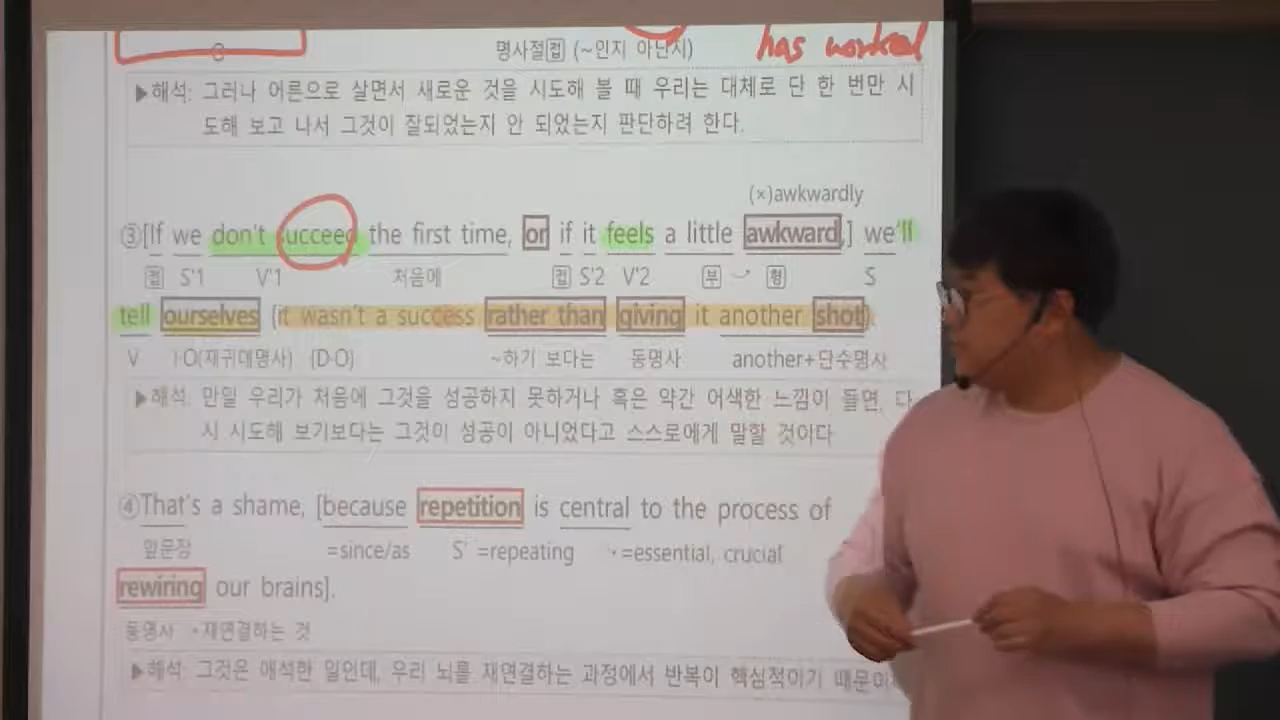 명사절[접] (~인지 아닌지)
has worked
▶해석: 그러나 어른으로 살면서 새로운 것을 시도해 볼 때 우리는 대체로 단 한 번만 시
도해 보고 나서 그것이 잘되었는지 안 되었는지 판단하려 한다.
(×)awkwardly
③[If we don't succeed the first time, or if it feels a little awkward,] we'll
접 S'1 V'1 처음에 접 S'2 V'2 부 형 S
tell ourselves (it wasn't a success rather than giving it another shot).
V I·O(재귀대명사) (D·O) ~하기 보다는 동명사 another+단수명사
▶해석: 만일 우리가 처음에 그것을 성공하지 못하거나 혹은 약간 어색한 느낌이 들면, 다
시 시도해 보기보다는 그것이 성공이 아니었다고 스스로에게 말할 것이다
④That's a shame, [because repetition is central to the process of
앞문장 =since/as S' =repeating =essential, crucial
rewiring our brains].
동명사 재연결하는 것
▶해석: 그것은 애석한 일인데, 우리 뇌를 재연결하는 과정에서 반복이 핵심적이기